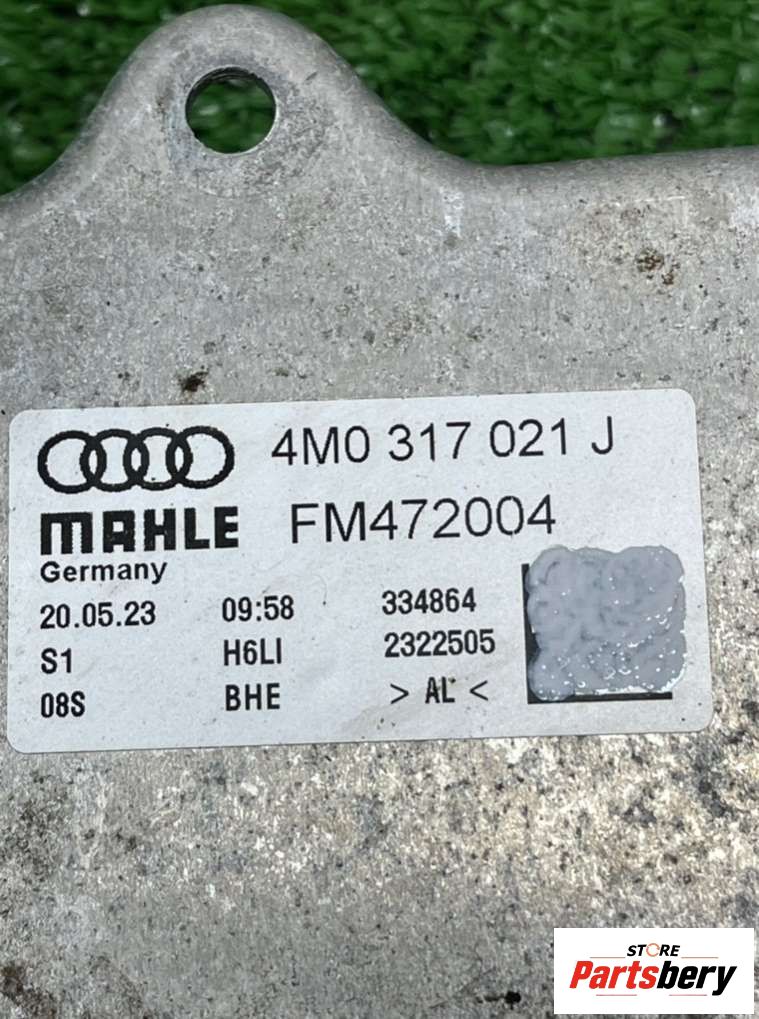 4M0 317 021 J
MAHLE FM472004
Germany
20.05.23 09:58 334864
S1 H6LI 2322505
08S BHE > AL <
STORE
Partsbery